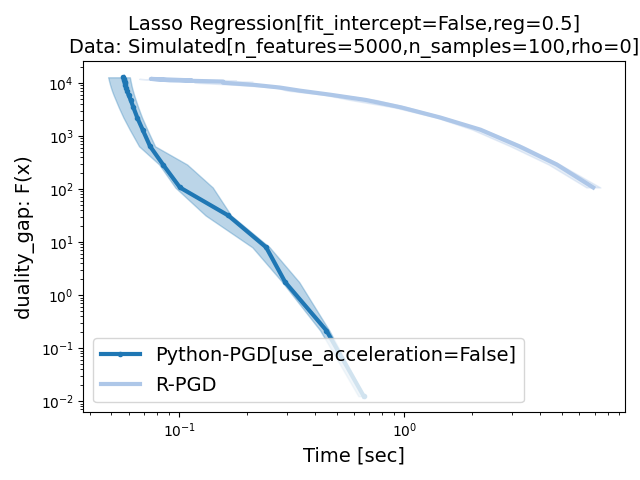 Lasso Regression[fit_intercept=False,reg=0.5]
Data: Simulated[n_features=5000,n_samples=100,rho=0]
duality_gap: F(x)
10⁴
10³
10²
10¹
10⁰
10⁻¹
10⁻²
Python-PGD[use_acceleration=False]
R-PGD
10⁻¹
10⁰
Time [sec]